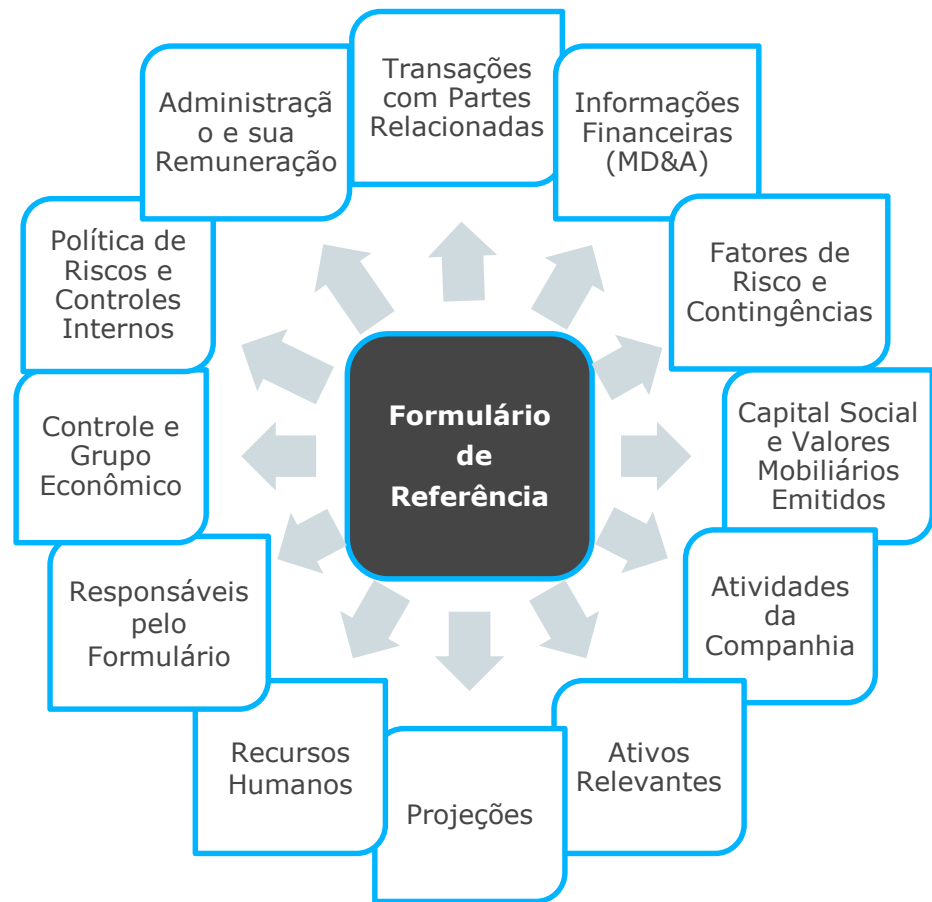 Transações
com Partes
Relacionadas
Informações
Financeiras
(MD&A)
Fatores de
Risco e
Contingências
Capital Social
e Valores
Mobiliários
Emitidos
Atividades
da
Companhia
Ativos
Relevantes
Projeções
Recursos
Humanos
Responsáveis
pelo
Formulário
Controle e
Grupo
Econômico
Política de
Riscos e
Controles
Internos
Administraçã
o e sua
Remuneração
Formulário
de
Referência